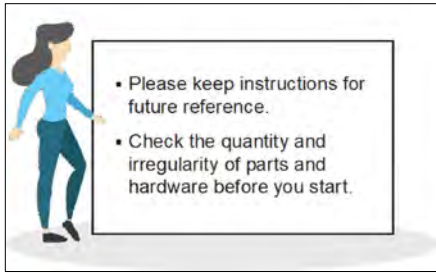 ▪ Please keep instructions for
future reference.
▪ Check the quantity and
irregularity of parts and
hardware before you start.